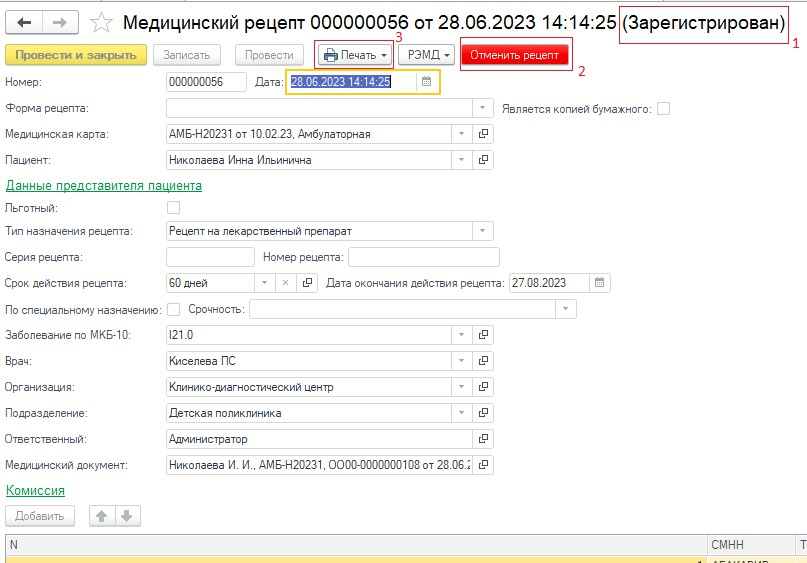 Медицинский рецепт 000000056 от 28.06.2023 14:14:25 (Зарегистрирован)
1
Провести и закрыть Записать Провести Печать РЭМД Отменить рецепт
3
2
Номер: 000000056 Дата: 28.06.2023 14:14:25
Форма рецепта: Является копией бумажного:
Медицинская карта: АМБ-Н20231 от 10.02.23, Амбулаторная
Пациент: Николаева Инна Ильинична
Данные представителя пациента
Льготный:
Тип назначения рецепта: Рецепт на лекарственный препарат
Серия рецепта: Номер рецепта:
Срок действия рецепта: 60 дней × Дата окончания действия рецепта: 27.08.2023
По специальному назначению: Срочность:
Заболевание по МКБ-10: I21.0
Врач: Киселева ПС
Организация: Клинико-диагностический центр
Подразделение: Детская поликлиника
Ответственный: Администратор
Медицинский документ: Николаева И. И., АМБ-Н20231, ОО00-0000000108 от 28.06.2
Комиссия
Добавить
N СМНН Т
1